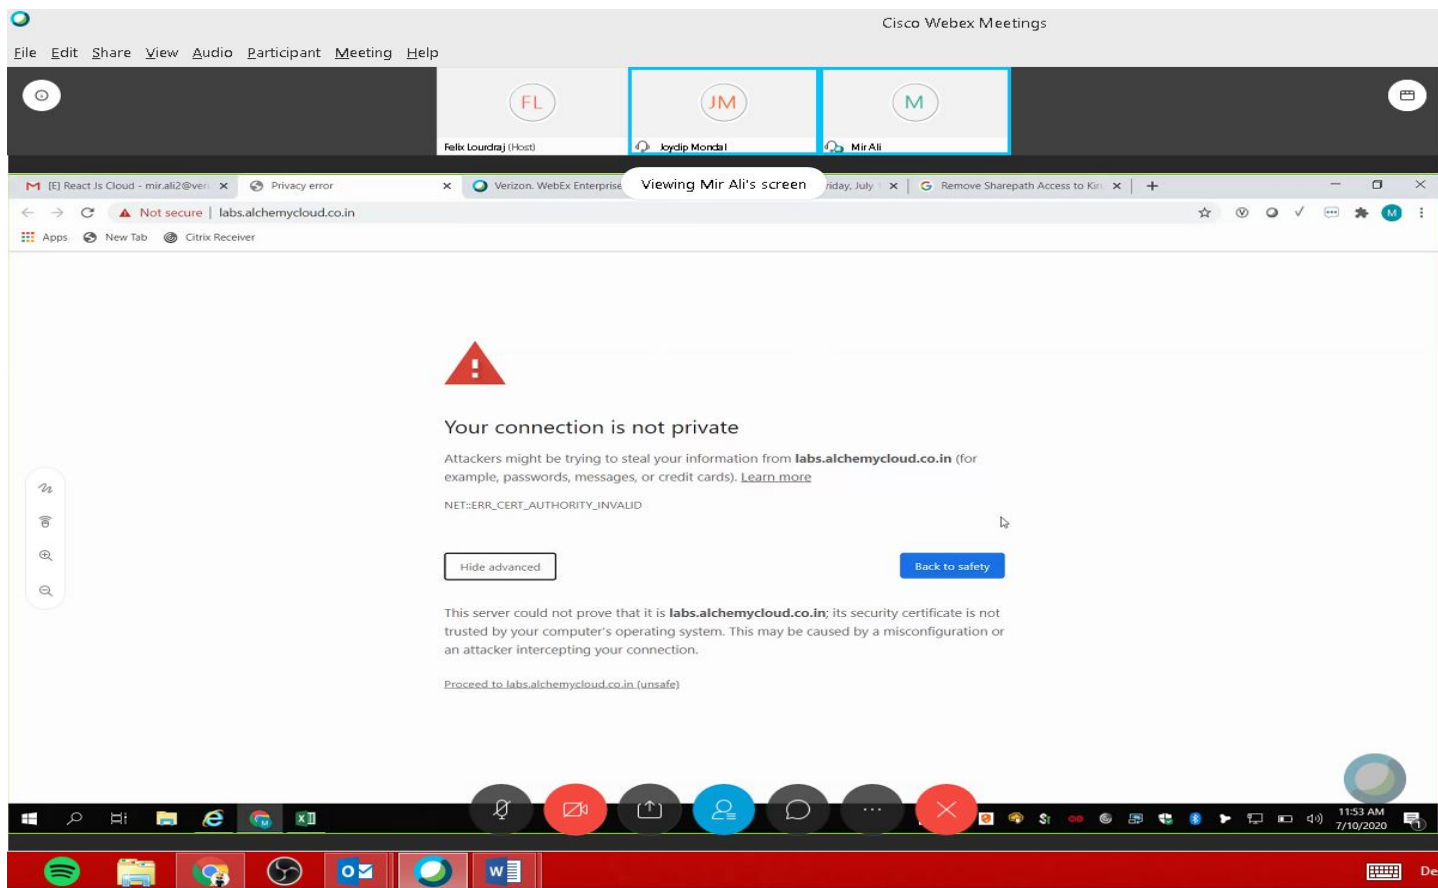 Cisco Webex Meetings
File Edit Share View Audio Participant Meeting Help
FL
JM
M
Felix Lourdraj (Host)
Joydip Mondal
Mir Ali
[E] React Js Cloud - mir.ali2@ver
Privacy error
Verizon. WebEx Enterprise
Viewing Mir Ali's screen
riday, July
Remove Sharepath Access to Kin
Not secure | labs.alchemycloud.co.in
M
Apps New Tab Citrix Receiver
Your connection is not private
Attackers might be trying to steal your information from labs.alchemycloud.co.in (for
example, passwords, messages, or credit cards). Learn more
NET::ERR_CERT_AUTHORITY_INVALID
Hide advanced
Back to safety
This server could not prove that it is labs.alchemycloud.co.in; its security certificate is not
trusted by your computer's operating system. This may be caused by a misconfiguration or
an attacker intercepting your connection.
Proceed to labs.alchemycloud.co.in (unsafe)
11:53 AM
7/10/2020
De